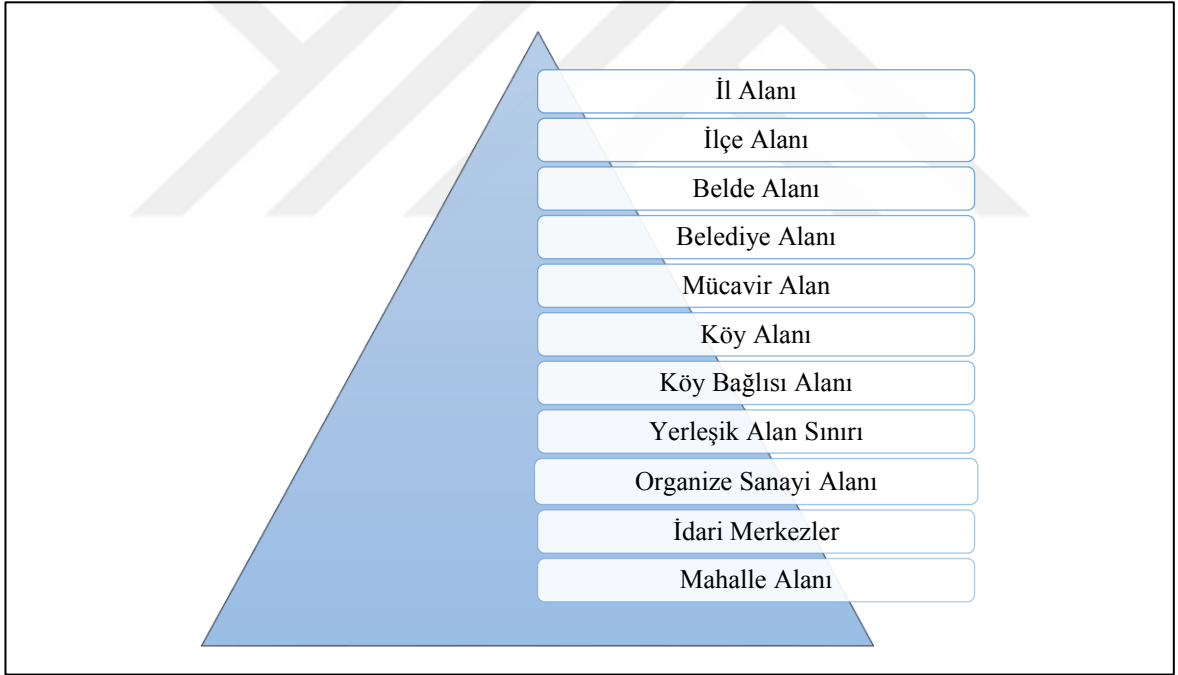 İl Alanı
İlçe Alanı
Belde Alanı
Belediye Alanı
Mücavir Alan
Köy Alanı
Köy Bağlısı Alanı
Yerleşik Alan Sınırı
Organize Sanayi Alanı
İdari Merkezler
Mahalle Alanı